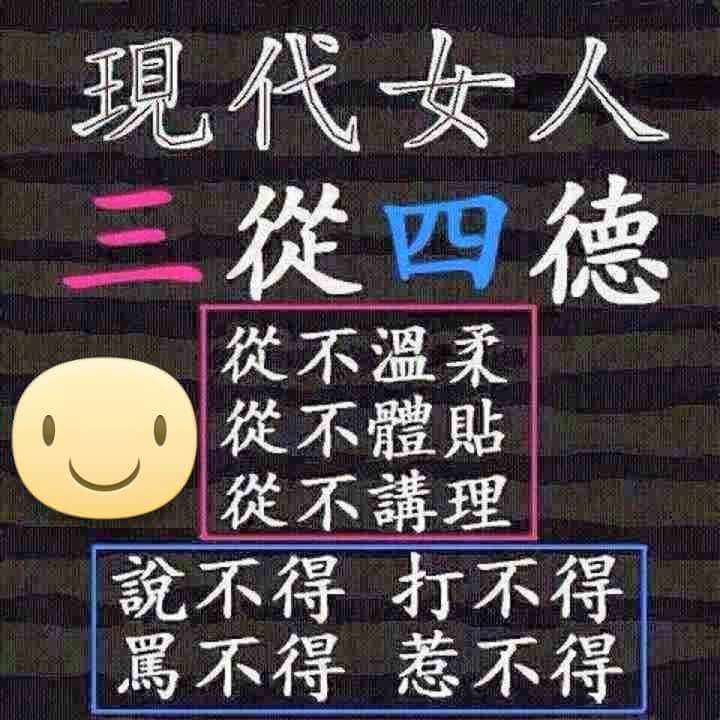 現代女人
三從四德
從不溫柔
從不體貼
從不講理
說不得 打不得
罵不得 惹不得